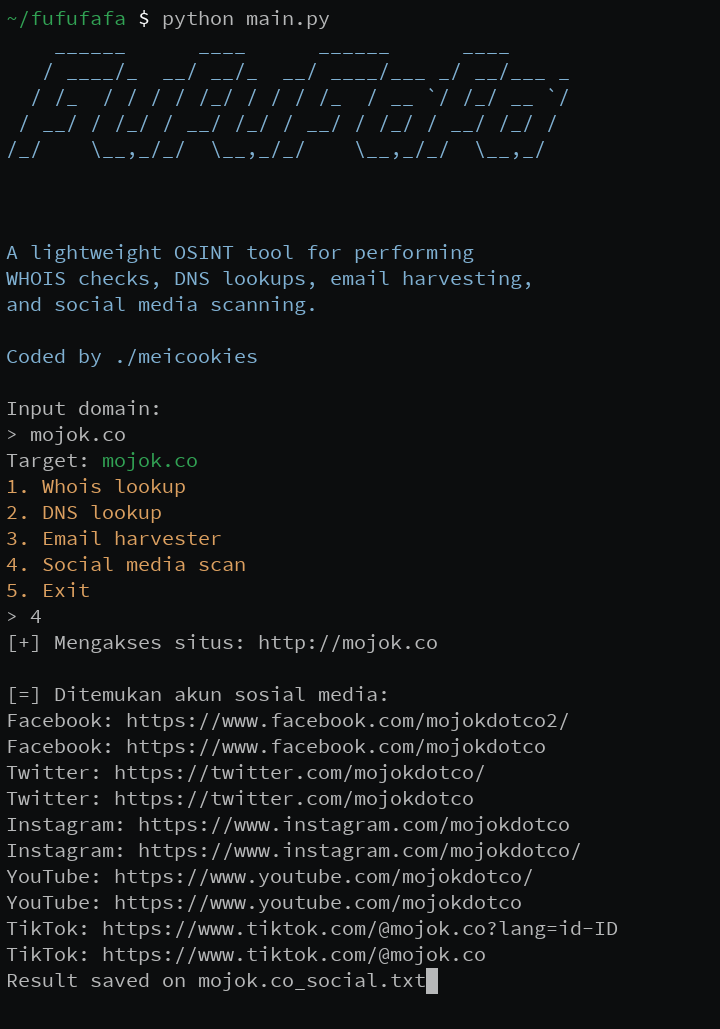 ~/fufufafa $ python main.py
    ______      ____      ______      ____
   / ____/_  __/ __/_  __/ ____/___ _/ __/___ _
  / /_  / / / / /_/ / / / /_  / __ `/ /_/ __ `/
 / __/ / /_/ / __/ /_/ / __/ / /_/ / __/ /_/ /
/_/    \__,_/_/  \__,_/_/    \__,_/_/  \__,_/
A lightweight OSINT tool for performing
WHOIS checks, DNS lookups, email harvesting,
and social media scanning.
Coded by ./meicookies
Input domain:
> mojok.co
Target: mojok.co
1. Whois lookup
2. DNS lookup
3. Email harvester
4. Social media scan
5. Exit
> 4
[+] Mengakses situs: http://mojok.co
[=] Ditemukan akun sosial media:
Facebook: https://www.facebook.com/mojokdotco2/
Facebook: https://www.facebook.com/mojokdotco
Twitter: https://twitter.com/mojokdotco/
Twitter: https://twitter.com/mojokdotco
Instagram: https://www.instagram.com/mojokdotco
Instagram: https://www.instagram.com/mojokdotco/
YouTube: https://www.youtube.com/mojokdotco/
YouTube: https://www.youtube.com/mojokdotco
TikTok: https://www.tiktok.com/@mojok.co?lang=id-ID
TikTok: https://www.tiktok.com/@mojok.co
Result saved on mojok.co_social.txt